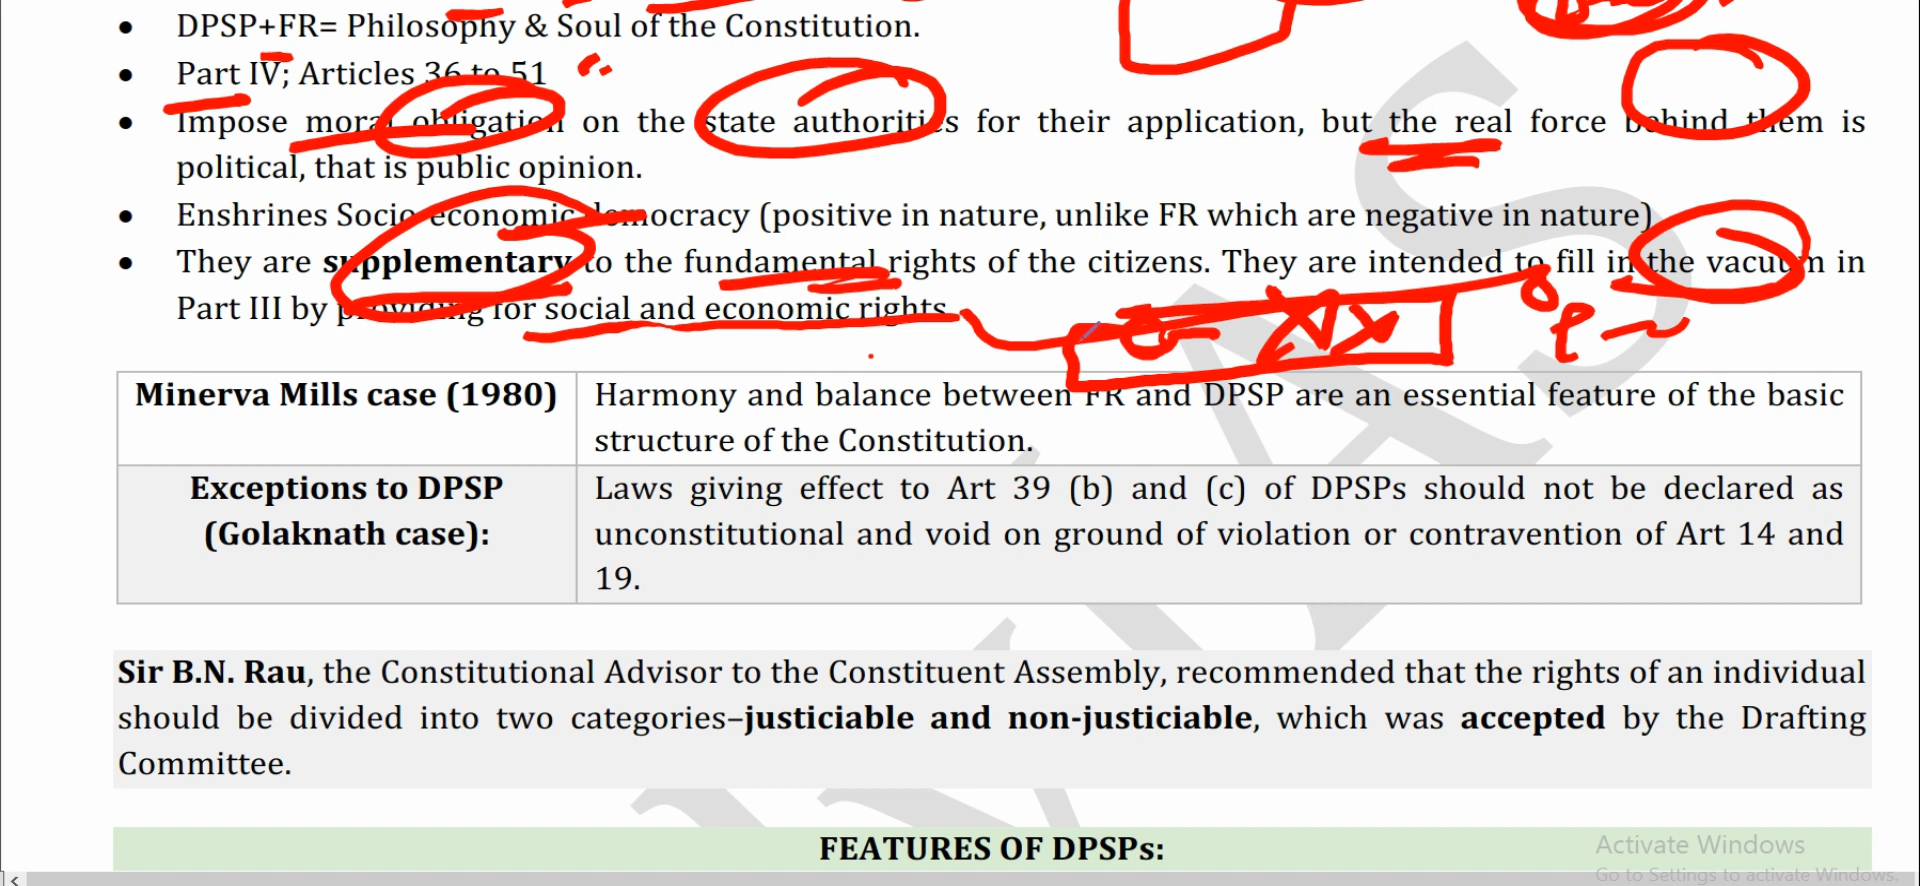 • DPSP+FR= Philosophy & Soul of the Constitution.
• Part IV; Articles 36 to 51
• Impose moral obligation on the state authorities for their application, but the real force behind them is
political, that is public opinion.
• Enshrines Socio-economic democracy (positive in nature, unlike FR which are negative in nature)
• They are supplementary to the fundamental rights of the citizens. They are intended to fill in the vacuum in
Part III by providing for social and economic rights.
Minerva Mills case (1980) Harmony and balance between FR and DPSP are an essential feature of the basic
structure of the Constitution.
Exceptions to DPSP Laws giving effect to Art 39 (b) and (c) of DPSPs should not be declared as
(Golaknath case): unconstitutional and void on ground of violation or contravention of Art 14 and
19.
Sir B.N. Rau, the Constitutional Advisor to the Constituent Assembly, recommended that the rights of an individual
should be divided into two categories–justiciable and non-justiciable, which was accepted by the Drafting
Committee.
FEATURES OF DPSPs:
Activate Windows
Go to Settings to activate Windows.